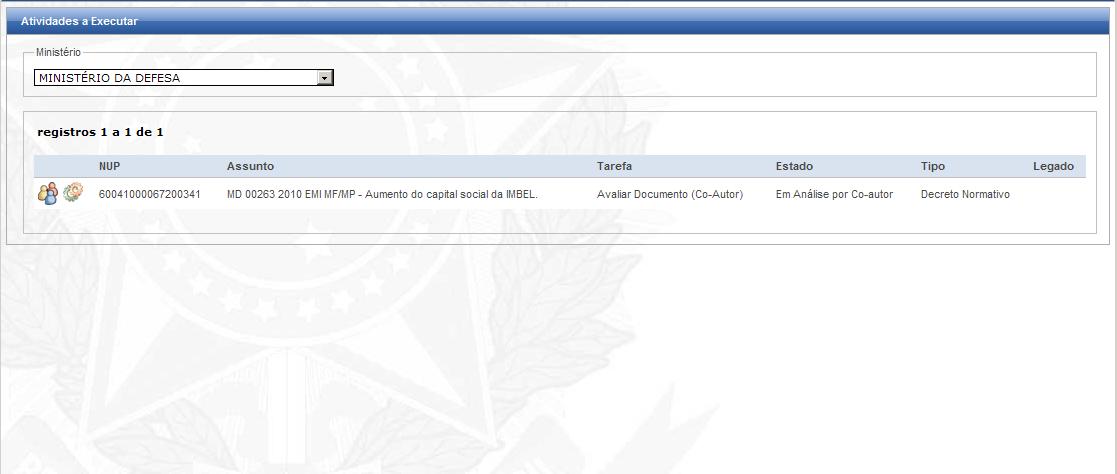 Atividades a Executar
Ministério
MINISTÉRIO DA DEFESA
registros 1 a 1 de 1
NUP Assunto Tarefa Estado Tipo Legado
60041000067200341 MD 00263 2010 EMI MF/MP - Aumento do capital social da IMBEL. Avaliar Documento (Co-Autor) Em Análise por Co-autor Decreto Normativo